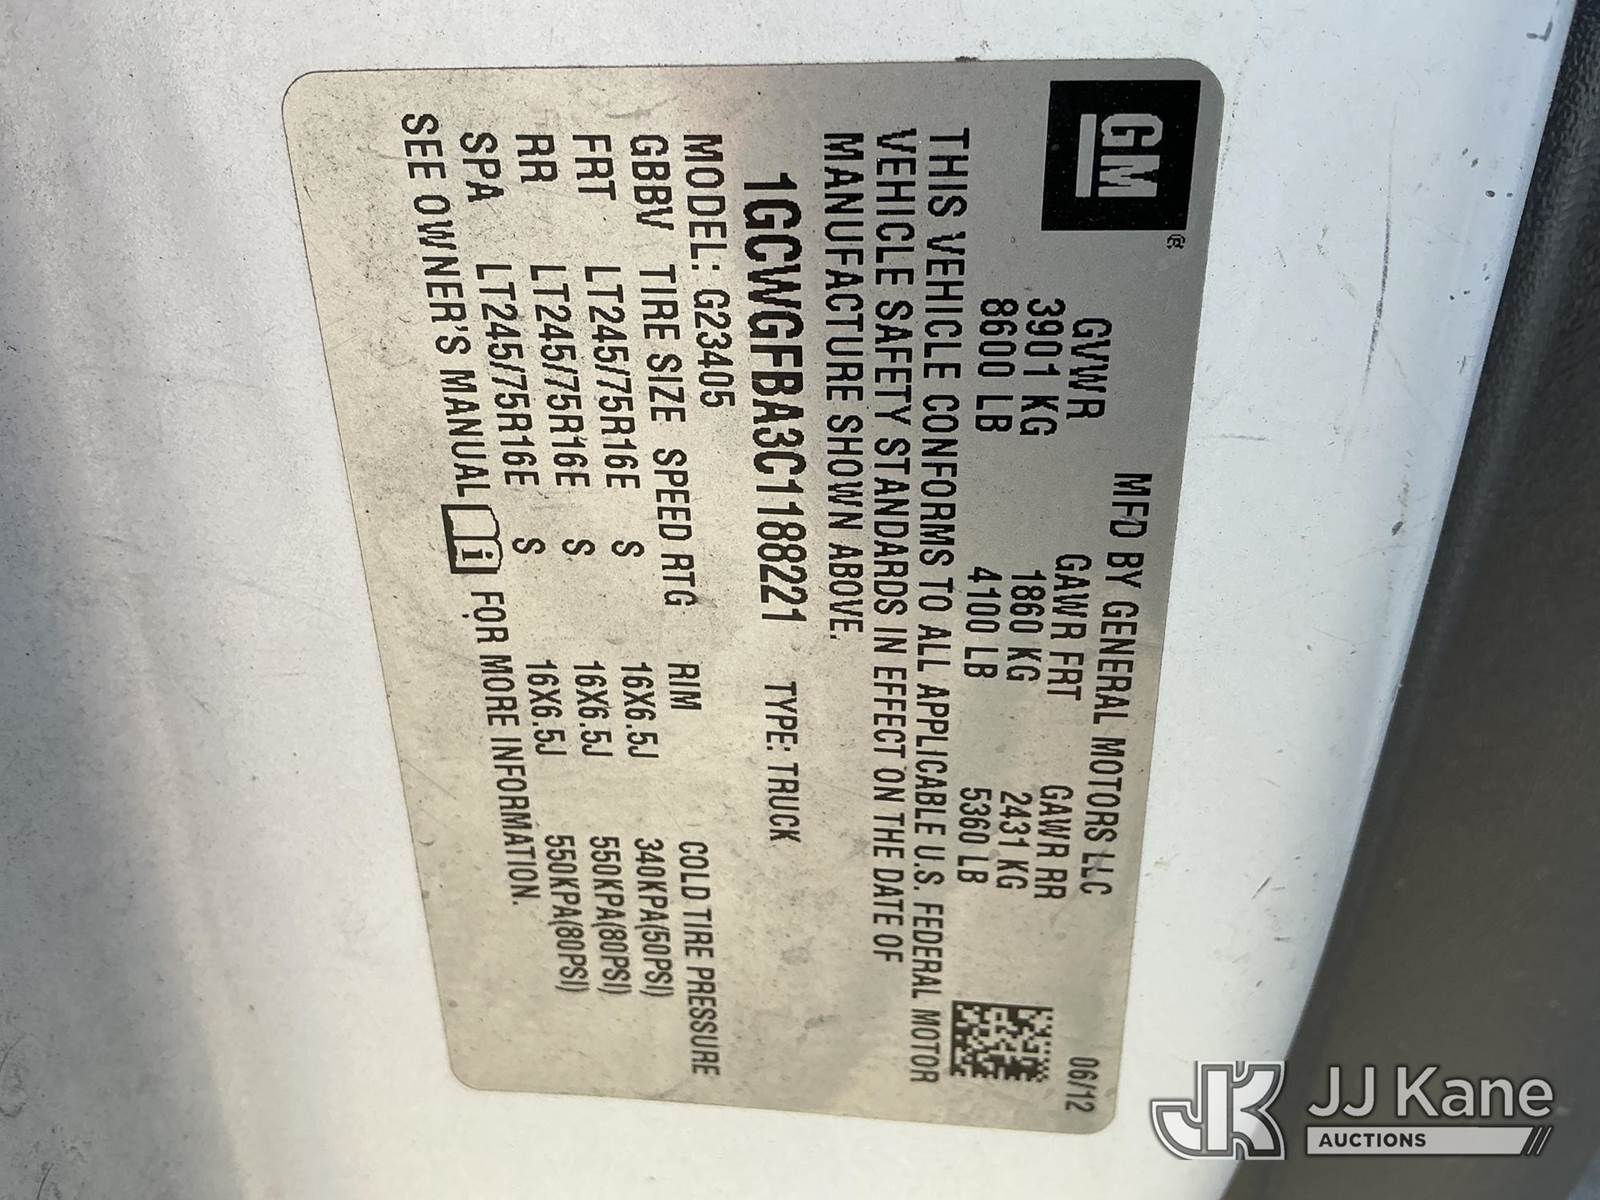 GM®
MFD BY GENERAL MOTORS LLC 06/12
GVWR GAWR FRT GAWR RR
3901 KG 1860 KG 2431 KG
8600 LB 4100 LB 5360 LB
THIS VEHICLE CONFORMS TO ALL APPLICABLE U.S. FEDERAL MOTOR
VEHICLE SAFETY STANDARDS IN EFFECT ON THE DATE OF
MANUFACTURE SHOWN ABOVE.
1GCWGFBA3C1188221 TYPE: TRUCK
MODEL: G23405
GBBV TIRE SIZE SPEED RTG RIM COLD TIRE PRESSURE
FRT LT245/75R16E S 16X6.5J 340KPA(50PSI)
RR LT245/75R16E S 16X6.5J 550KPA(80PSI)
SPA LT245/75R16E S 16X6.5J 550KPA(80PSI)
SEE OWNER'S MANUAL i FOR MORE INFORMATION.
JK JJ Kane
AUCTIONS